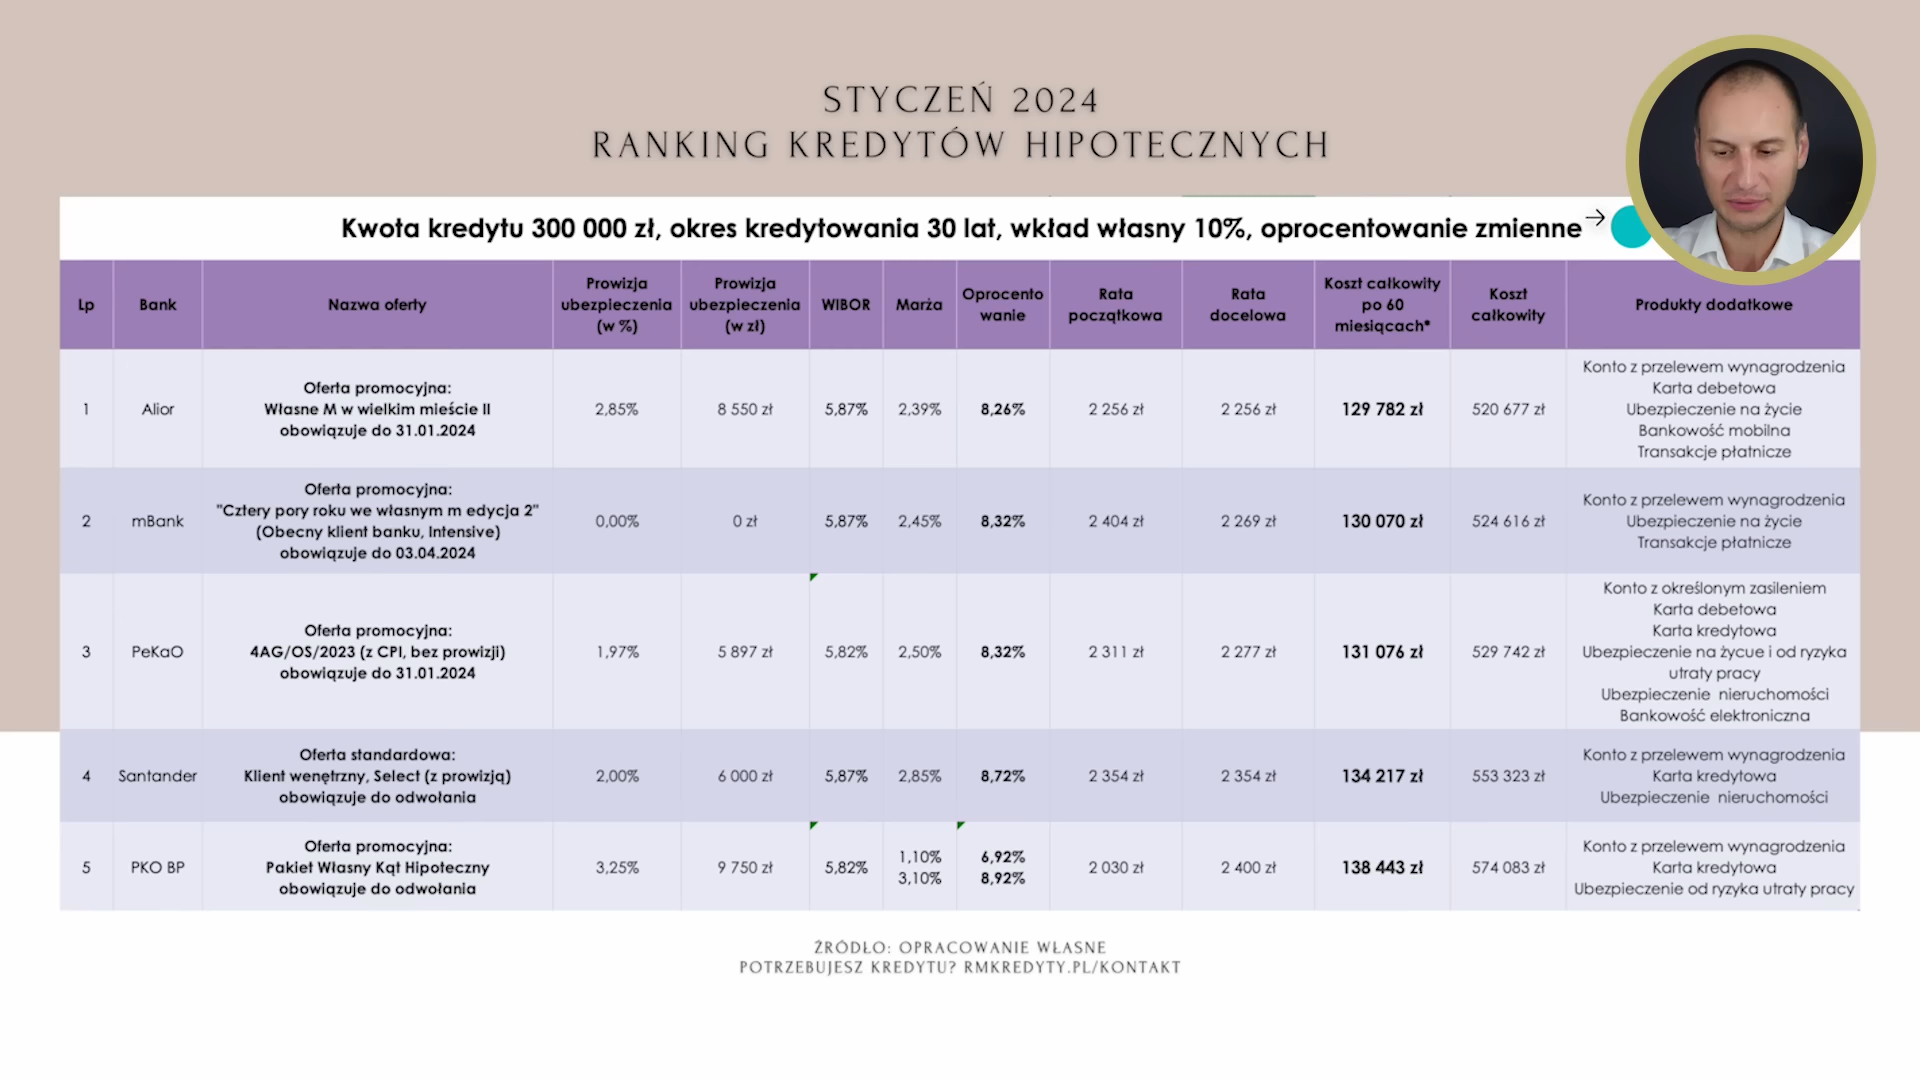 STYCZEŃ 2024
RANKING KREDYTÓW HIPOTECZNYCH
Kwota kredytu 300 000 zł, okres kredytowania 30 lat, wkład własny 10%, oprocentowanie zmienne
Lp
Bank
Nazwa oferty
Prowizja
ubezpieczenia
(w %)
Prowizja
ubezpieczenia
(w zł)
WIBOR
Marża
Oprocento
wanie
Rata
początkowa
Rata
docelowa
Koszt całkowity
po 60
miesiącach*
Koszt
całkowity
Produkty dodatkowe
1
Alior
Oferta promocyjna:
Własne M w wielkim mieście II
obowiązuje do 31.01.2024
2,85%
8 550 zł
5,87%
2,39%
8,26%
2 256 zł
2 256 zł
129 782 zł
520 677 zł
Konto z przelewem wynagrodzenia
Karta debetowa
Ubezpieczenie na życie
Bankowość mobilna
Transakcje płatnicze
2
mBank
Oferta promocyjna:
"Cztery pory roku we własnym m edycja 2"
(Obecny klient banku, Intensive)
obowiązuje do 03.04.2024
0,00%
0 zł
5,87%
2,45%
8,32%
2 404 zł
2 269 zł
130 070 zł
524 616 zł
Konto z przelewem wynagrodzenia
Ubezpieczenie na życie
Transakcje płatnicze
3
PeKaO
Oferta promocyjna:
4AG/OS/2023 (z CPI, bez prowizji)
obowiązuje do 31.01.2024
1,97%
5 897 zł
5,82%
2,50%
8,32%
2 311 zł
2 277 zł
131 076 zł
529 742 zł
Konto z określonym zasileniem
Karta debetowa
Karta kredytowa
Ubezpieczenie na życue i od ryzyka
utraty pracy
Ubezpieczenie nieruchomości
Bankowość elektroniczna
4
Santander
Oferta standardowa:
Klient wenętrzny, Select (z prowizją)
obowiązuje do odwołania
2,00%
6 000 zł
5,87%
2,85%
8,72%
2 354 zł
2 354 zł
134 217 zł
553 323 zł
Konto z przelewem wynagrodzenia
Karta kredytowa
Ubezpieczenie nieruchomości
5
PKO BP
Oferta promocyjna:
Pakiet Własny Kąt Hipoteczny
obowiązuje do odwołania
3,25%
9 750 zł
5,82%
1,10%
3,10%
6,92%
8,92%
2 030 zł
2 400 zł
138 443 zł
574 083 zł
Konto z przelewem wynagrodzenia
Karta kredytowa
Ubezpieczenie od ryzyka utraty pracy
ŹRÓDŁO: OPRACOWANIE WŁASNE
POTRZEBUJESZ KREDYTU? RMKREDYTY.PL/KONTAKT